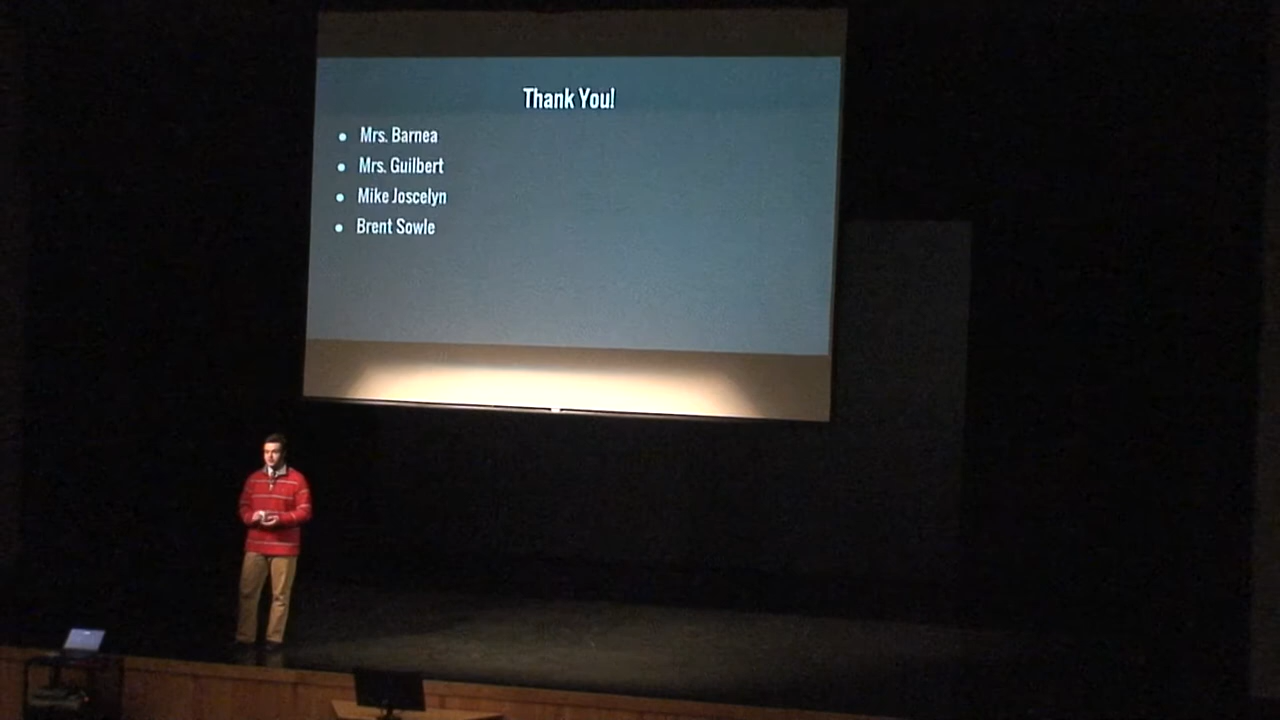 Thank You!
● Mrs. Barnea
● Mrs. Guilbert
● Mike Joscelyn
● Brent Sowle